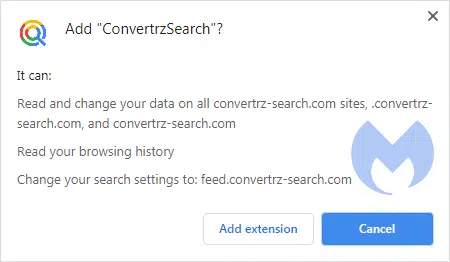 Add "ConvertrzSearch"?
It can:
Read and change your data on all convertrz-search.com sites, .convertrz-
search.com, and convertrz-search.com
Read your browsing history
Change your search settings to: feed.convertrz-search.com
Add extension
Cancel